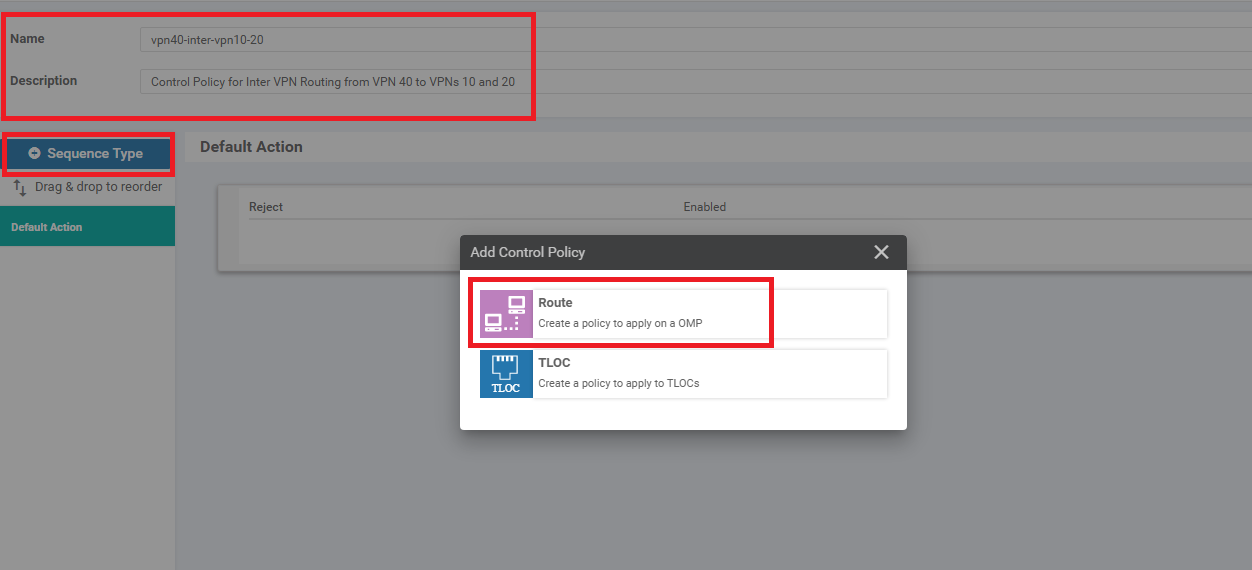 Name
vpn40-inter-vpn10-20
Description
Control Policy for Inter VPN Routing from VPN 40 to VPNs 10 and 20
Sequence Type
Default Action
Drag & drop to reorder
Default Action
Reject Enabled
Add Control Policy
Route
Create a policy to apply on a OMP
TLOC
TLOC
Create a policy to apply to TLOCs